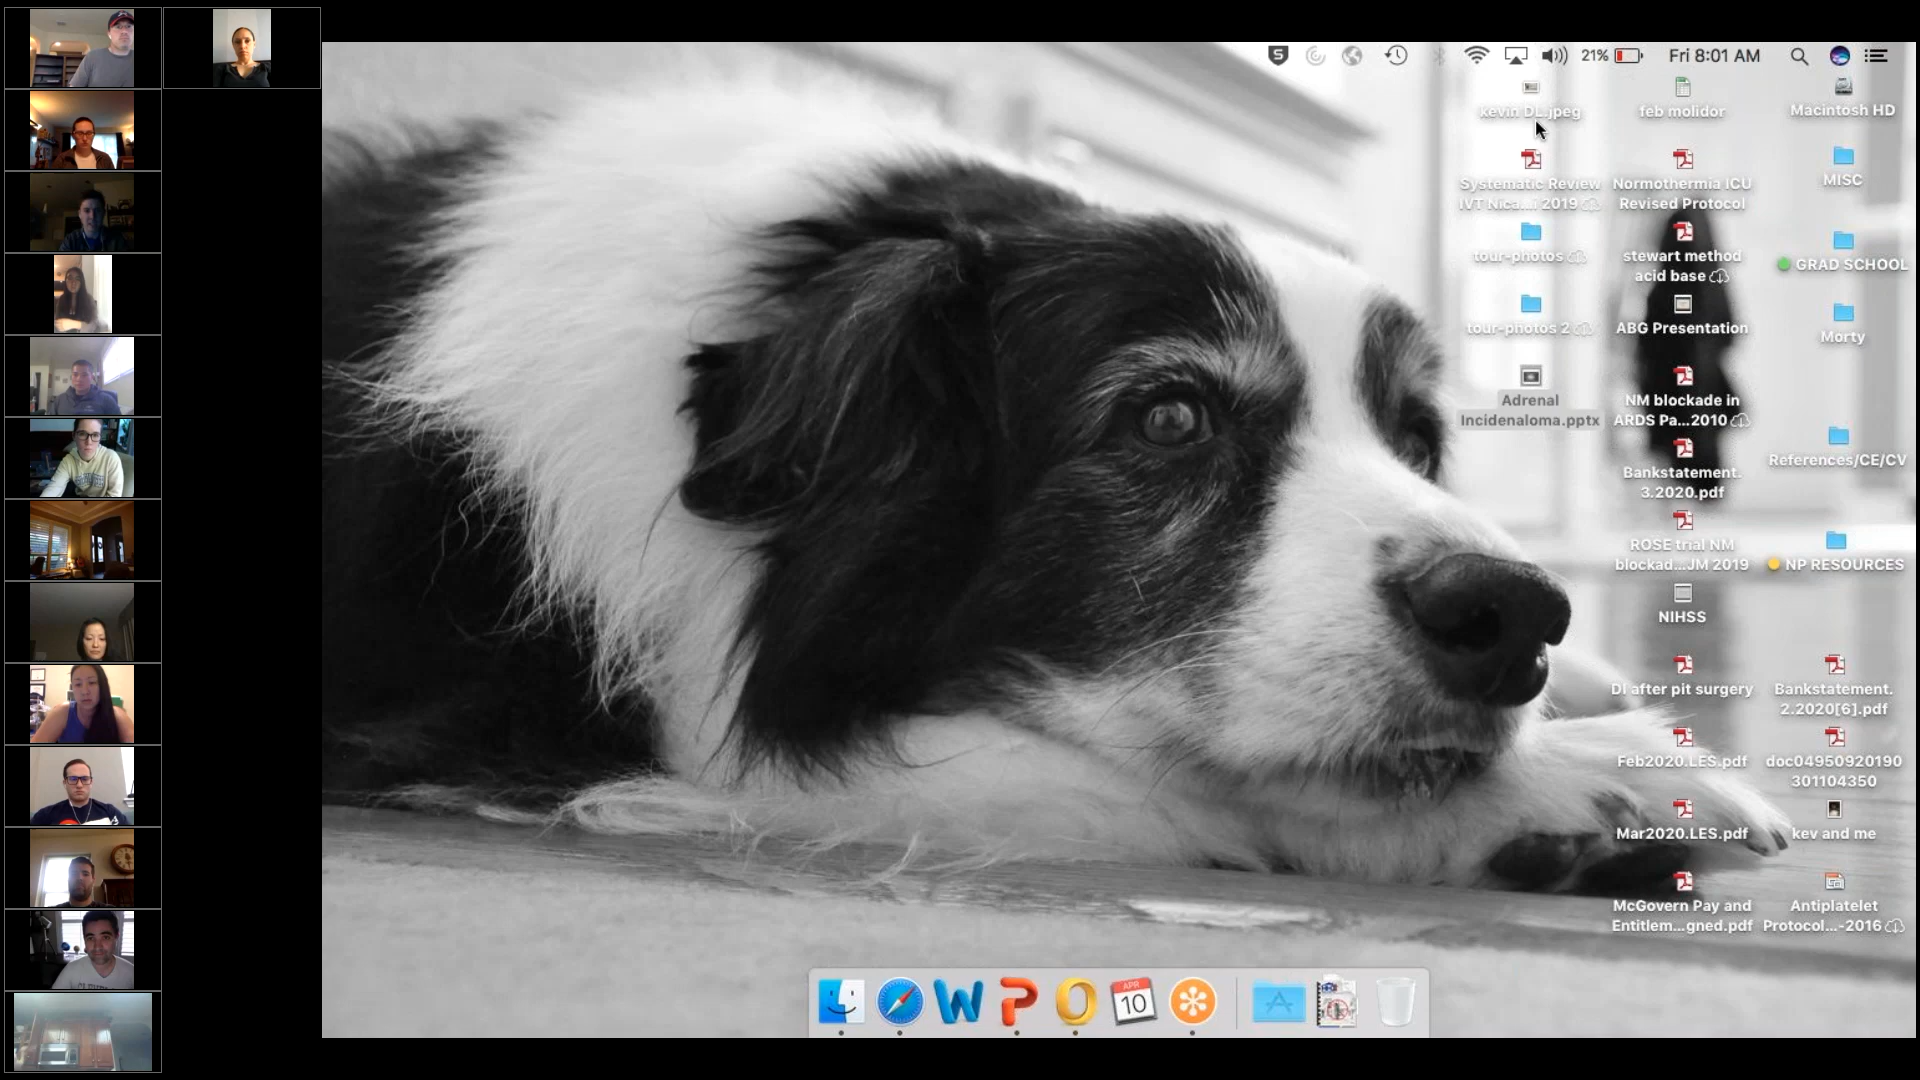 21%
Fri 8:01 AM
kevin DL.jpeg
feb molidor
Macintosh HD
Systematic Review
IVT Nica... 2019
Normothermia ICU
Revised Protocol
MISC
tour-photos
stewart method
acid base
GRAD SCHOOL
tour-photos 2
ABG Presentation
Morty
Adrenal
Incidenaloma.pptx
NM blockade in
ARDS Pa...2010
References/CE/CV
Bankstatement.
3.2020.pdf
ROSE trial NM
blockad...JM 2019
NP RESOURCES
NIHSS
DI after pit surgery
Bankstatement.
2.2020[6].pdf
Feb2020.LES.pdf
doc04950920190
301104350
Mar2020.LES.pdf
kev and me
McGovern Pay and
Entitlem...gned.pdf
Antiplatelet
Protocol...-2016
APR
10